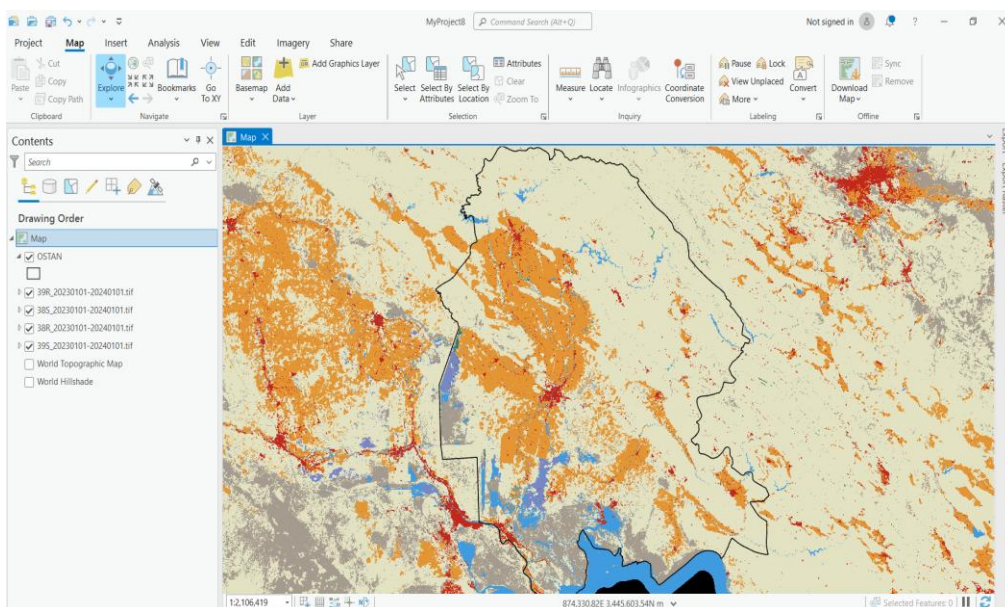 MyProject8
Command Search (Alt+Q)
Not signed in
?
Project Map Insert Analysis View Edit Imagery Share
Cut
Copy
Copy Path
Paste
Clipboard
Explore
Bookmarks
Go To XY
Navigate
Basemap
Add Data
Add Graphics Layer
Layer
Select
Select By Attributes
Select By Location
Attributes
Clear
Zoom To
Selection
Measure
Locate
Infographics
Coordinate Conversion
Inquiry
Pause
Lock
View Unplaced
More
Convert
Labeling
Download Map
Sync
Remove
Offline
Contents
Search
Drawing Order
Map
OSTAN
39R_20230101-20240101.tif
38S_20230101-20240101.tif
38R_20230101-20240101.tif
39S_20230101-20240101.tif
World Topographic Map
World Hillshade
Map
1:2,106,419
874,330.82E 3,445,603.54N m
Selected Features: 0